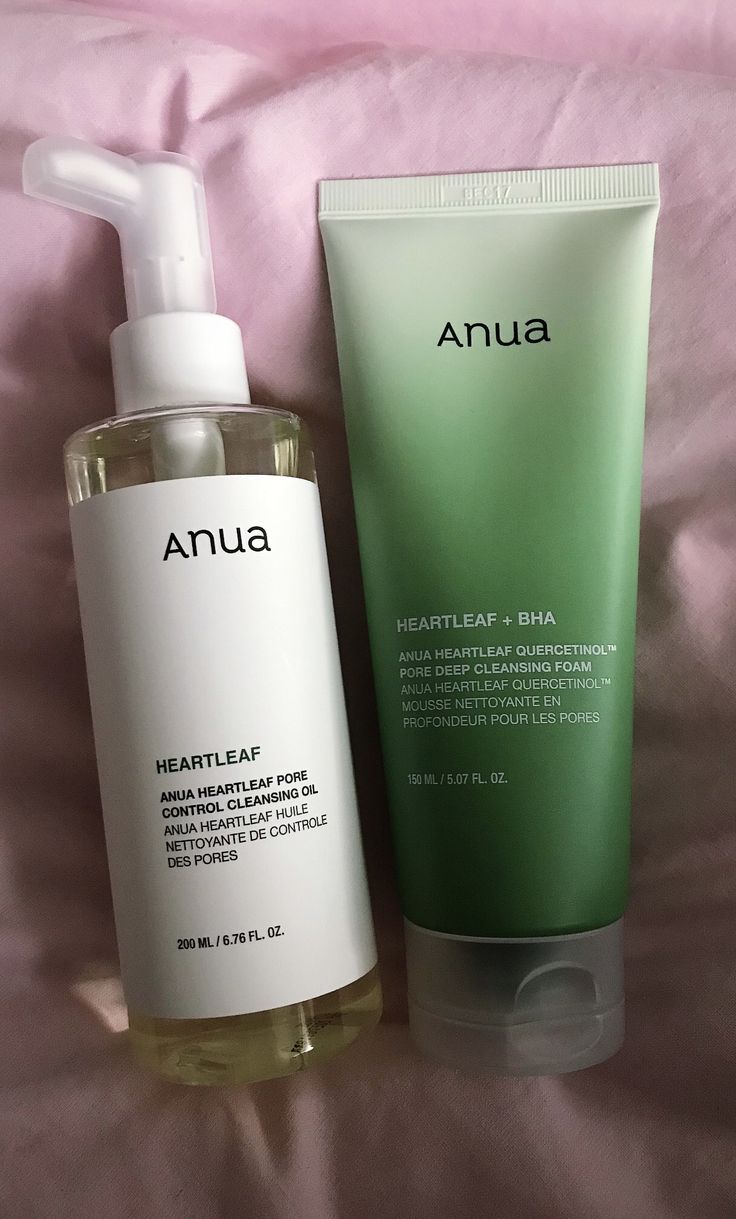 Anua
HEARTLEAF
ANUA HEARTLEAF PORE
CONTROL CLEANSING OIL
ANUA HEARTLEAF HUILE
NETTOYANTE DE CONTROLE
DES PORES
200 ML / 6.76 FL. OZ.
Anua
HEARTLEAF + BHA
ANUA HEARTLEAF QUERCETINOL™
PORE DEEP CLEANSING FOAM
ANUA HEARTLEAF QUERCETINOL™
MOUSSE NETTOYANTE EN
PROFONDEUR POUR LES PORES
150 ML / 5.07 FL. OZ.